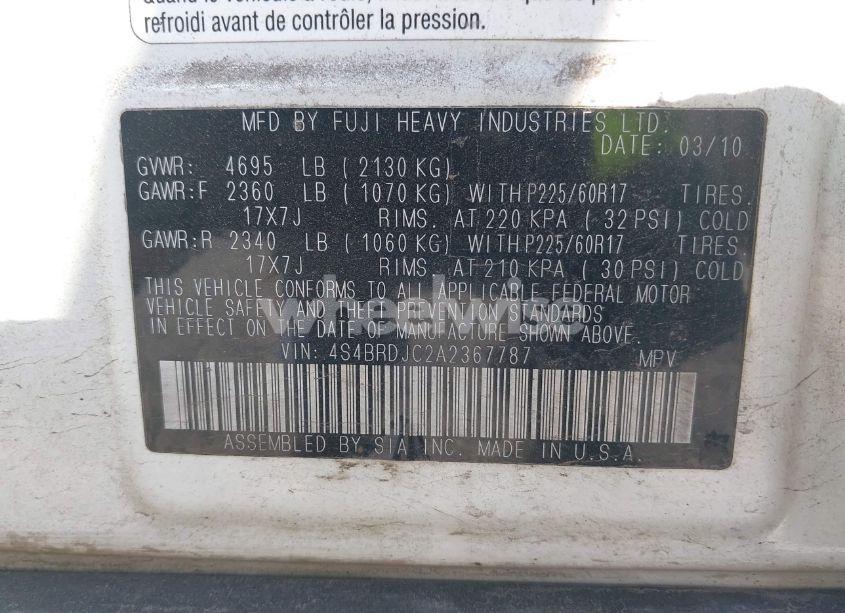 refroidi avant de contrôler la pression.
MFD BY FUJI HEAVY INDUSTRIES LTD.
DATE: 03/10
GVWR: 4695 LB ( 2130 KG)
GAWR:F 2360 LB ( 1070 KG) WITH P225/60R17 TIRES.
17X7J RIMS. AT 220 KPA ( 32 PSI) COLD
GAWR:R 2340 LB ( 1060 KG) WITH P225/60R17 TIRES
17X7J RIMS. AT 210 KPA ( 30 PSI) COLD
THIS VEHICLE CONFORMS TO ALL APPLICABLE FEDERAL MOTOR
VEHICLE SAFETY AND THEFT PREVENTION STANDARDS
IN EFFECT ON THE DATE OF MANUFACTURE SHOWN ABOVE.
wheelwise
VIN: 4S4BRDJC2A2367787 MPV
ASSEMBLED BY SIA INC. MADE IN U.S.A.